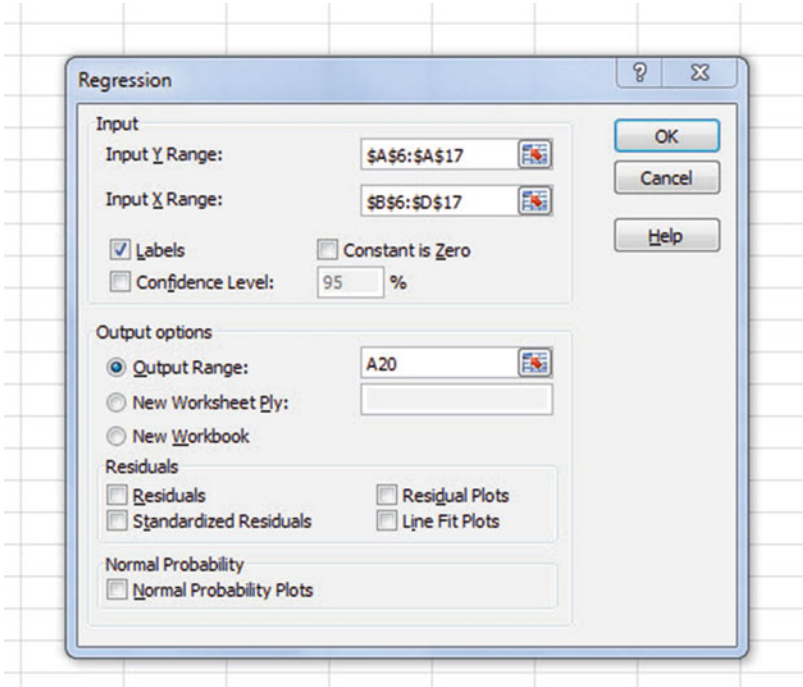 Regression
Input
Input Y Range: $A$6:$A$17
Input X Range: $B$6:$D$17
Labels Constant is Zero
Confidence Level: 95 %
OK
Cancel
Help
Output options
Output Range: A20
New Worksheet Ply:
New Workbook
Residuals
Residuals Residual Plots
Standardized Residuals Line Fit Plots
Normal Probability
Normal Probability Plots